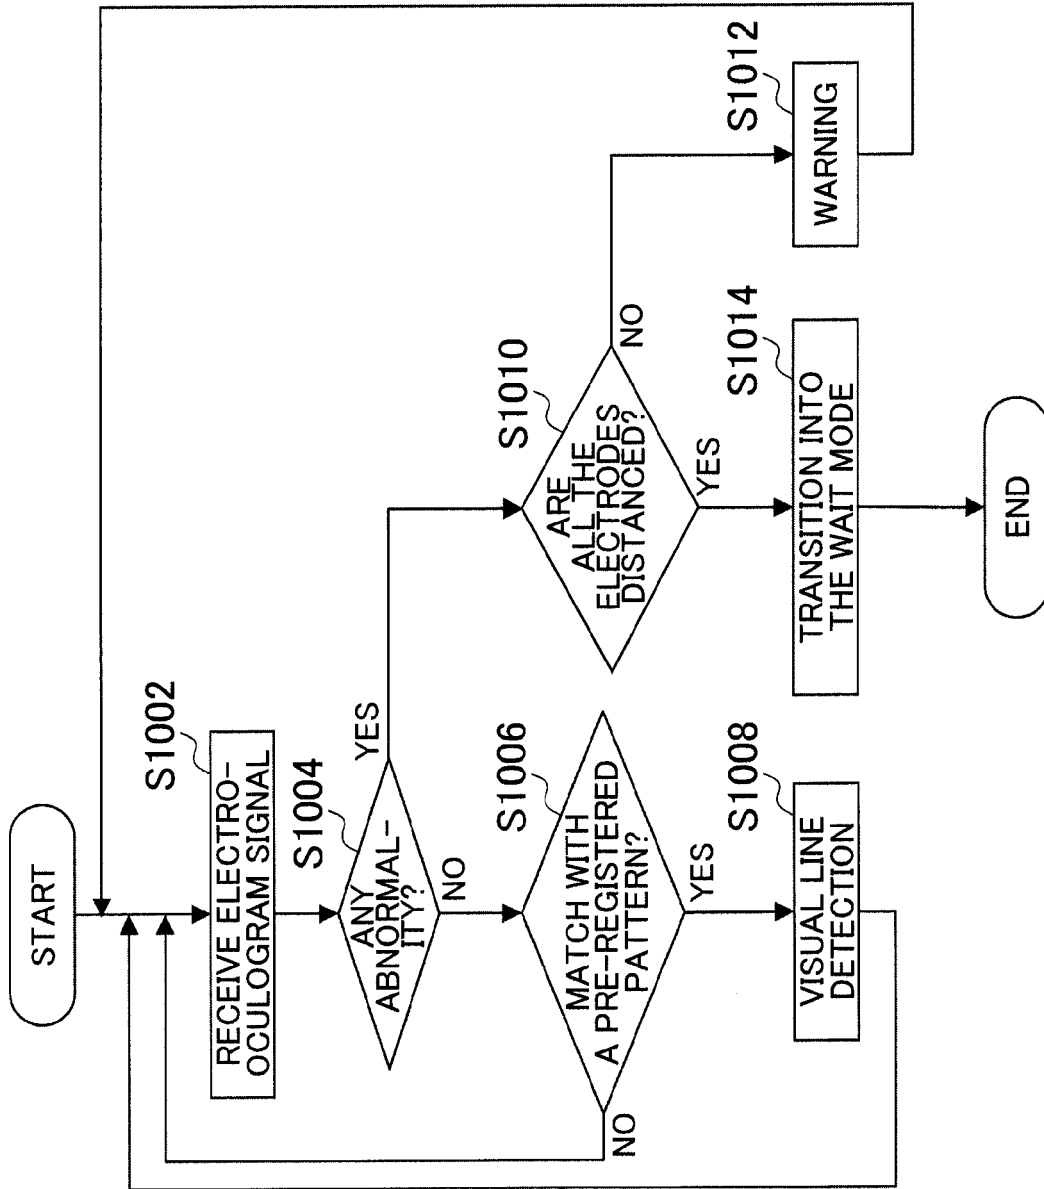 START
S1002
RECEIVE ELECTRO-
OCULOGRAM SIGNAL
S1004
ANY
ABNORMAL-
ITY?
YES
NO
S1006
MATCH WITH
A PRE-REGISTERED
PATTERN?
NO
YES
S1008
VISUAL LINE
DETECTION
S1010
ARE
ALL THE
ELECTRODES
DISTANCED?
NO
YES
S1012
WARNING
S1014
TRANSITION INTO
THE WAIT MODE
END